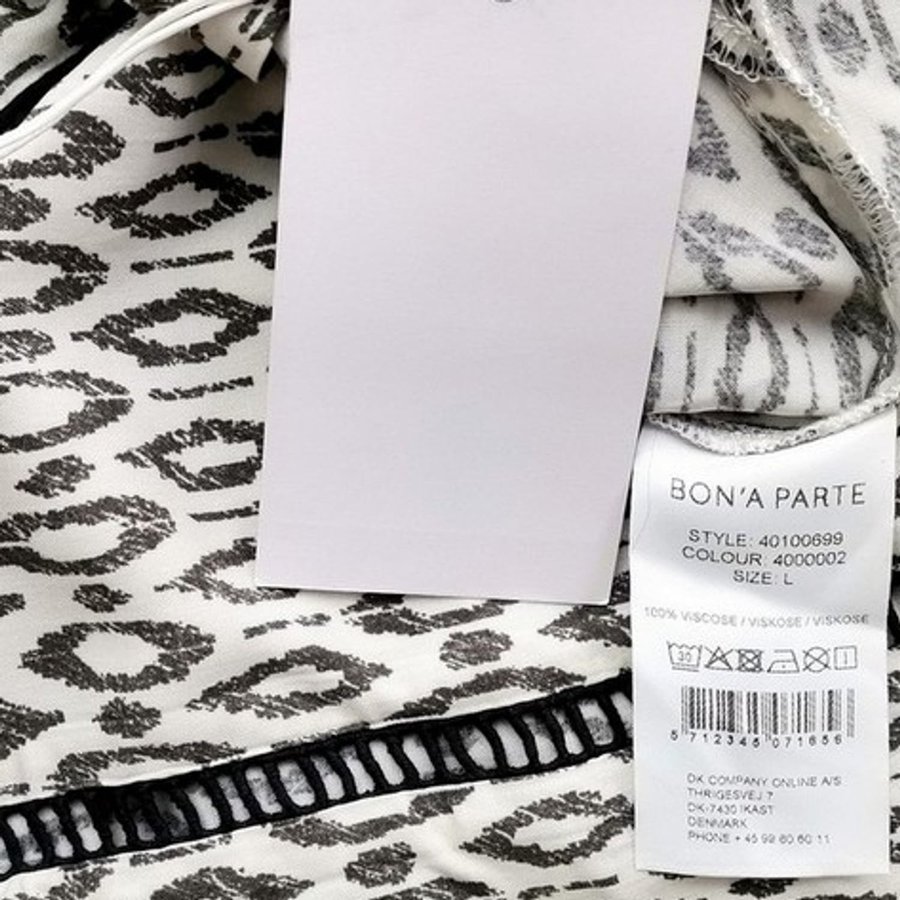 BON'A PARTE
STYLE: 40100699
COLOUR: 4000002
SIZE: L
100% VISCOSE / VISKOSE / VISKOSE
30
5 712345 071656
DK COMPANY ONLINE A/S
THRIGESVEJ 7
DK-7430 IKAST
DENMARK
PHONE + 45 99 60 60 11